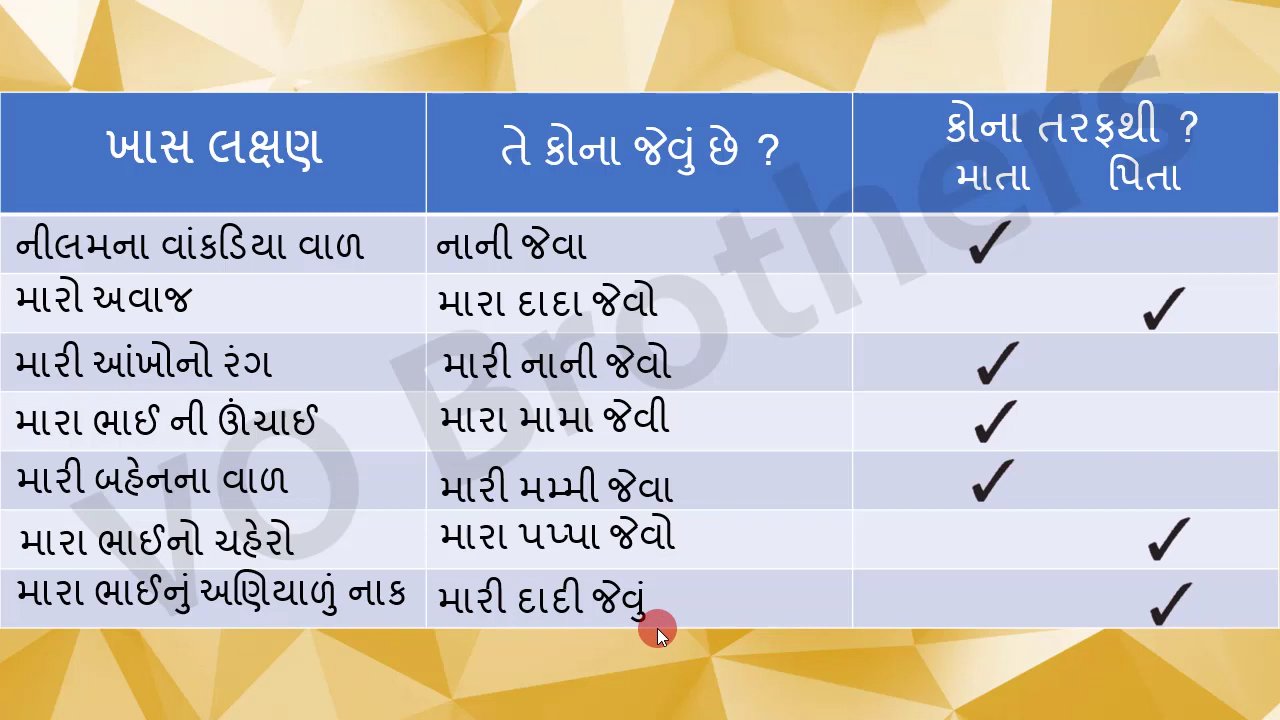 ખાસ લક્ષણ
તે કોના જેવું છે ?
કોના તરફથી ?
માતા પિતા
નીલમના વાંકડિયા વાળ નાની જેવા ✓
મારો અવાજ મારા દાદા જેવો ✓
મારી આંખોનો રંગ મારી નાની જેવો ✓
મારા ભાઈ ની ઊંચાઈ મારા મામા જેવી ✓
મારી બહેનના વાળ મારી મમ્મી જેવા ✓
મારા ભાઈનો ચહેરો મારા પપ્પા જેવો ✓
મારા ભાઈનું અણિયાળું નાક મારી દાદી જેવું ✓
VO Brothers